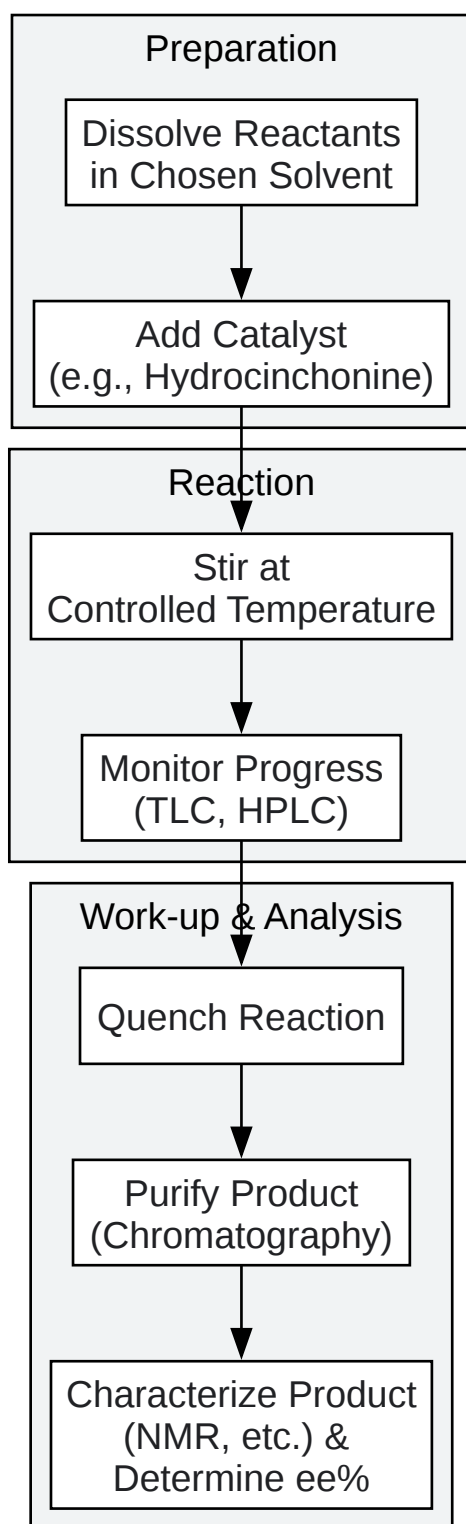 Preparation
Dissolve Reactants
in Chosen Solvent
Add Catalyst
(e.g., Hydrocinchonine)
Reaction
Stir at
Controlled Temperature
Monitor Progress
(TLC, HPLC)
Work-up & Analysis
Quench Reaction
Purify Product
(Chromatography)
Characterize Product
(NMR, etc.) &
Determine ee%